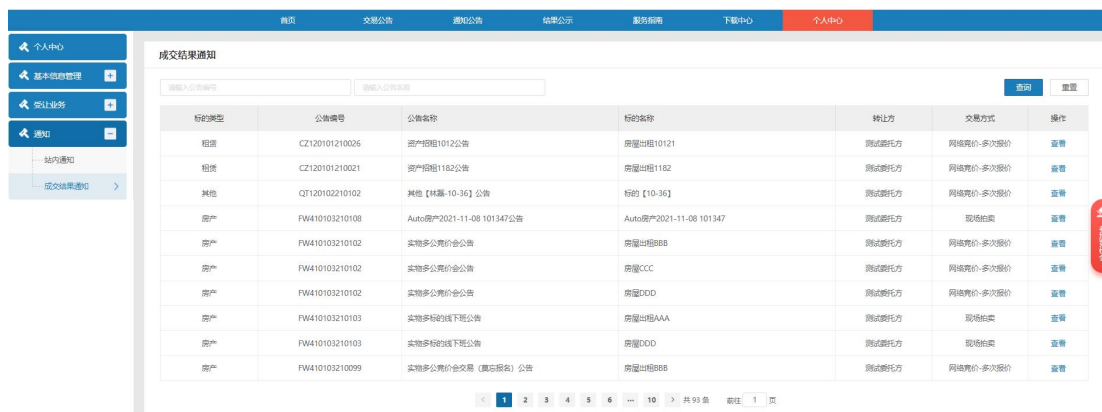 首页 交易公告 通知公告 结果公示 服务指南 下载中心 个人中心
个人中心
基本信息管理
受让业务
通知
站内通知
成交结果通知
成交结果通知
请输入公告编号 请输入公告名称 查询 重置
标的类型 公告编号 公告名称 标的名称 转让方 交易方式 操作
租赁 CZ120101210026 资产招租1012公告 房屋出租10121 测试委托方 网络竞价-多次报价 查看
租赁 CZ120101210021 资产招租1182公告 房屋出租1182 测试委托方 网络竞价-多次报价 查看
其他 QT120102210102 其他【林磊-10-36】公告 标的【10-36】 测试委托方 网络竞价-多次报价 查看
房产 FW410103210108 Auto房产2021-11-08 101347公告 Auto房产2021-11-08 101347 测试委托方 现场拍卖 查看
房产 FW410103210102 实物多公竞价会公告 房屋出租BBB 测试委托方 网络竞价-多次报价 查看
房产 FW410103210102 实物多公竞价会公告 房屋CCC 测试委托方 网络竞价-多次报价 查看
房产 FW410103210102 实物多公竞价会公告 房屋DDD 测试委托方 网络竞价-多次报价 查看
房产 FW410103210103 实物多标的线下班公告 房屋出租AAA 测试委托方 现场拍卖 查看
房产 FW410103210103 实物多标的线下班公告 房屋DDD 测试委托方 现场拍卖 查看
房产 FW410103210099 实物多公竞价会交易（莫忘报名）公告 房屋出租BBB 测试委托方 网络竞价-多次报价 查看
< 1 2 3 4 5 6 ... 10 > 共 93 条 前往 1 页